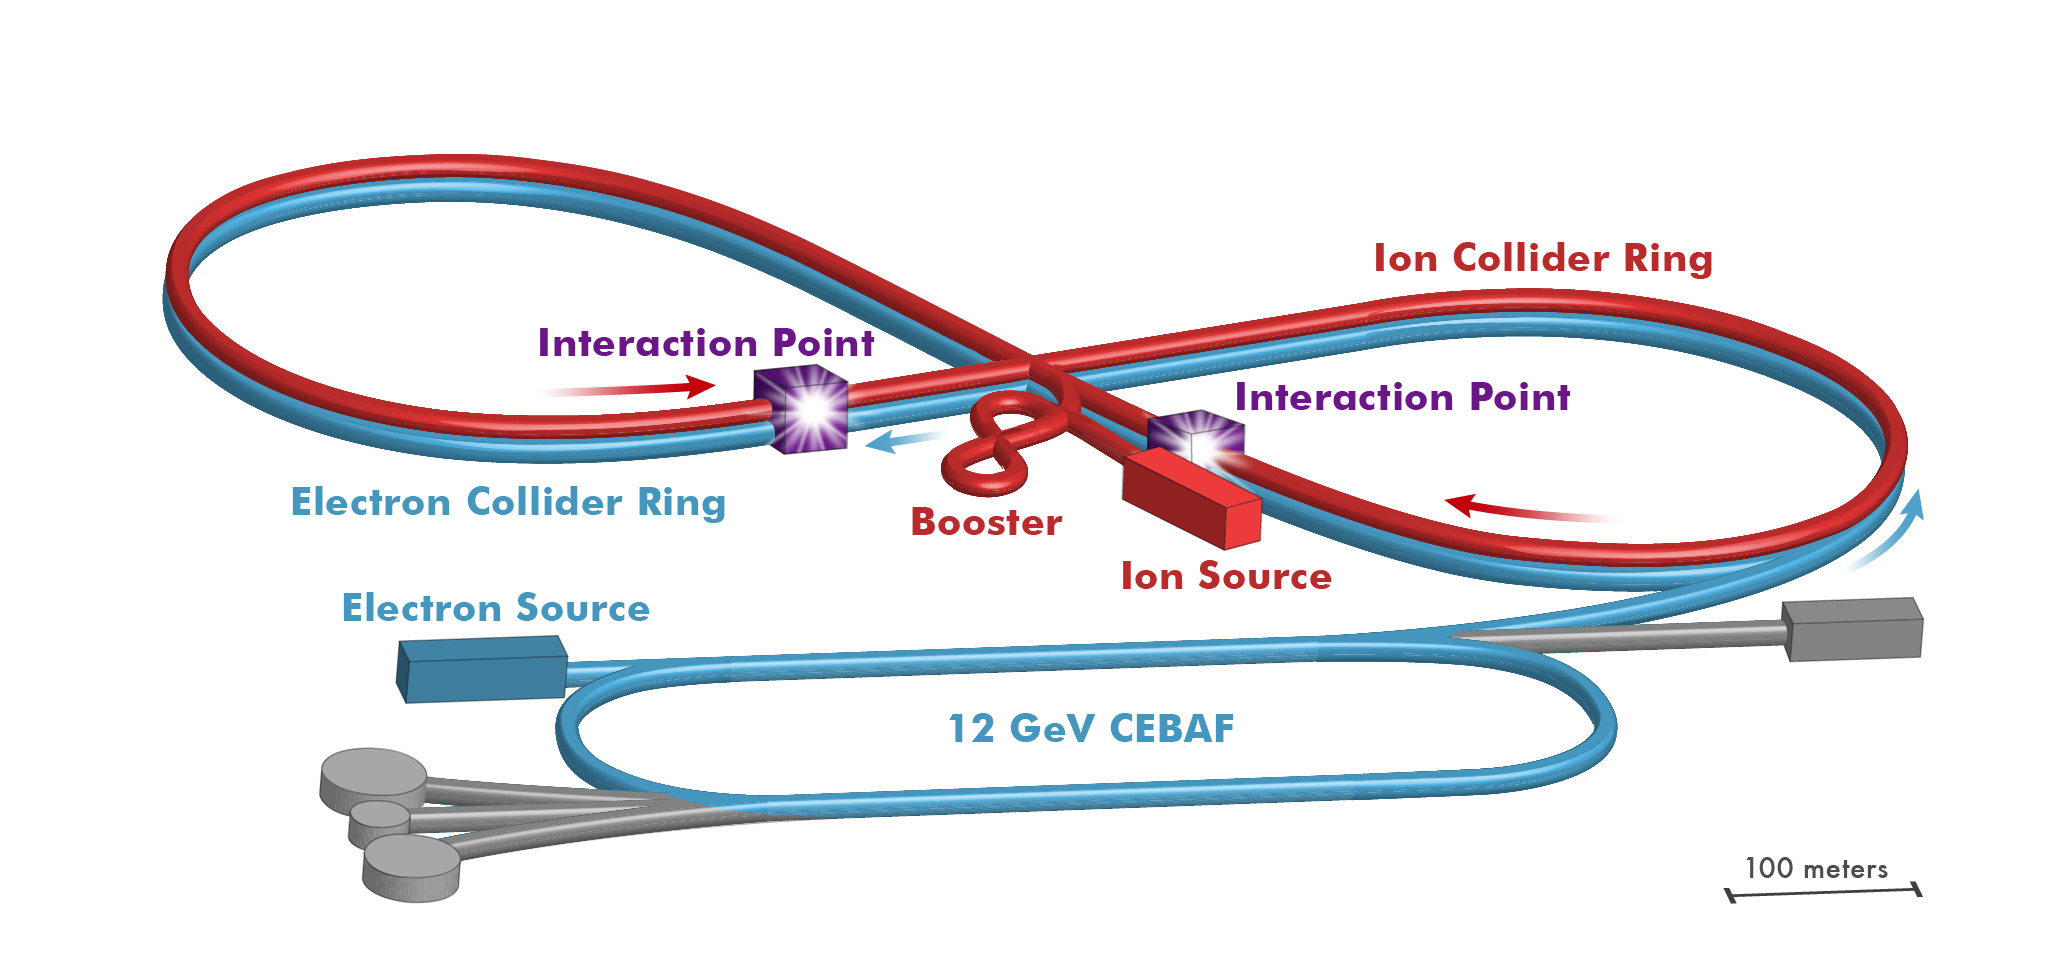 Ion Collider Ring
Interaction Point
Interaction Point
Electron Collider Ring
Booster
Ion Source
Electron Source
12 GeV CEBAF
100 meters